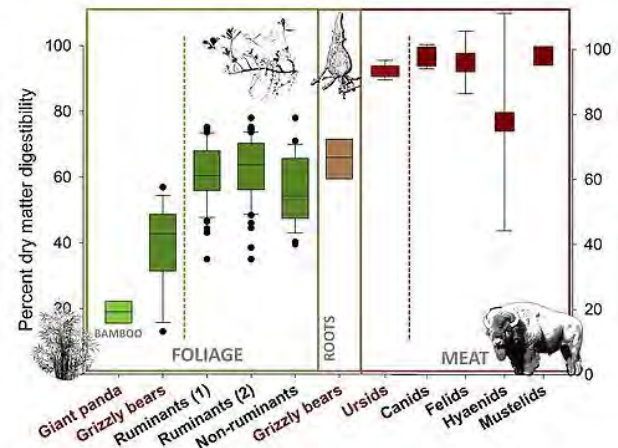 Percent dry matter digestibility
100
80
60
40
20
100
80
60
40
20
0
BAMBOO
FOLIAGE
ROOTS
MEAT
Giant panda
Grizzly bears
Ruminants (1)
Ruminants (2)
Non-ruminants
Grizzly bears
Ursids
Canids
Felids
Hyaenids
Mustelids